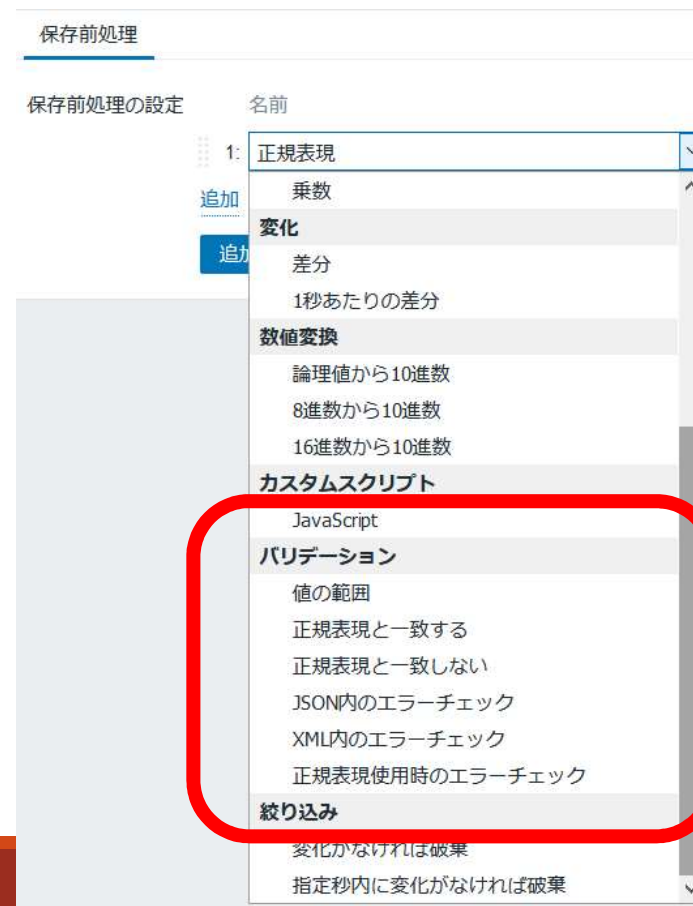 保存前処理
保存前処理の設定 名前
1: 正規表現
追加
乗数
変化
追加
差分
1秒あたりの差分
数値変換
論理値から10進数
8進数から10進数
16進数から10進数
カスタムスクリプト
JavaScript
バリデーション
値の範囲
正規表現と一致する
正規表現と一致しない
JSON内のエラーチェック
XML内のエラーチェック
正規表現使用時のエラーチェック
絞り込み
変化がなければ破棄
指定秒内に変化がなければ破棄